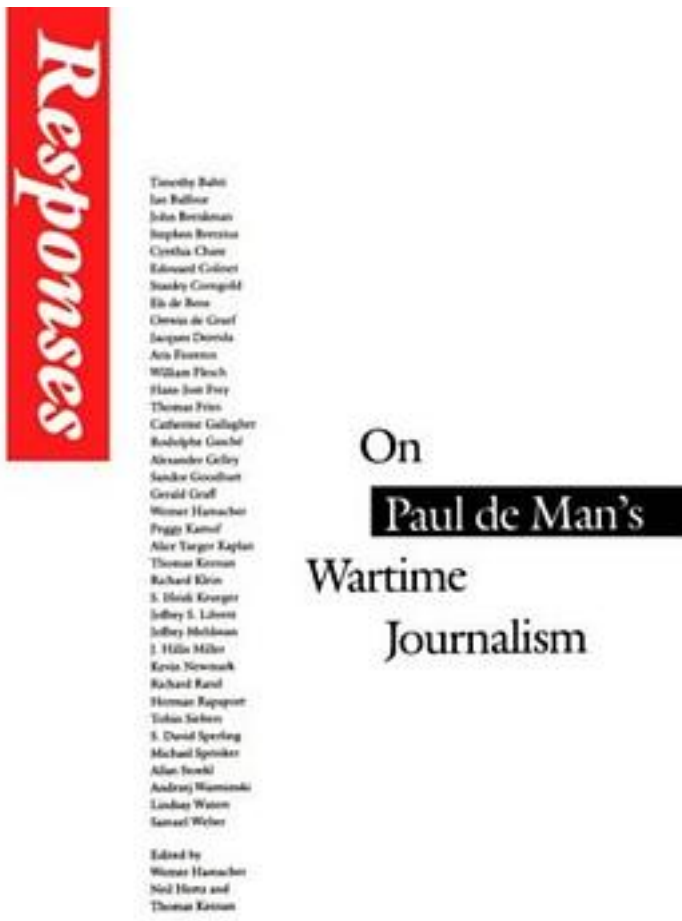 Responses
Timothy Bahti
Ian Balfour
John Brenkman
Stephen Bretzius
Cynthia Chase
Edouard Colinet
Stanley Corngold
Els de Bens
Ortwin de Graef
Jacques Derrida
Aris Fioretos
William Flesch
Hans-Jost Frey
Thomas Fries
Catherine Gallagher
Rodolphe Gasché
Alexander Gelley
Sandor Goodhart
Gerald Graff
Werner Hamacher
Peggy Kamuf
Alice Yaeger Kaplan
Thomas Keenan
Richard Klein
S. Heidi Krueger
Jeffrey S. Librett
Jeffrey Mehlman
J. Hillis Miller
Kevin Newmark
Richard Rand
Herman Rapaport
Tobin Siebers
S. David Sperling
Michael Sprinker
Allan Stoekl
Andrzej Warminski
Lindsay Waters
Samuel Weber
Edited by
Werner Hamacher
Neil Hertz and
Thomas Keenan
On
Paul de Man's
Wartime
Journalism